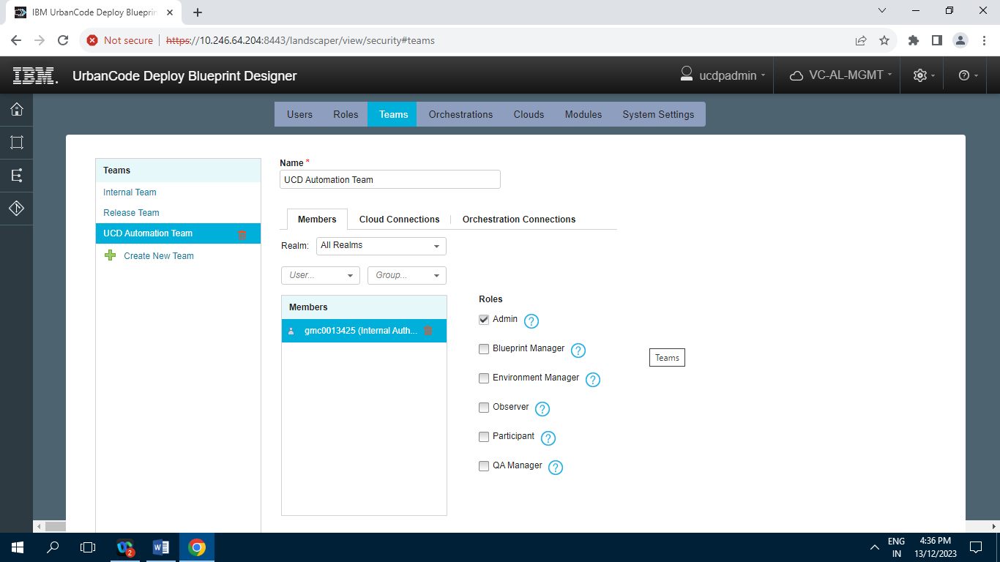 IBM UrbanCode Deploy Blueprin
Not secure
https://10.246.64.204:8443/landscaper/view/security#teams
IBM.
UrbanCode Deploy Blueprint Designer
ucdpadmin
VC-AL-MGMT
Users
Roles
Teams
Orchestrations
Clouds
Modules
System Settings
Teams
Internal Team
Release Team
UCD Automation Team
Create New Team
Name *
UCD Automation Team
Members
Cloud Connections
Orchestration Connections
Realm:
All Realms
User...
Group...
Members
gmc0013425 (Internal Auth...
Roles
Admin ?
Blueprint Manager ?
Environment Manager ?
Observer ?
Participant ?
QA Manager ?
Teams
2
ENG
IN
4:36 PM
13/12/2023